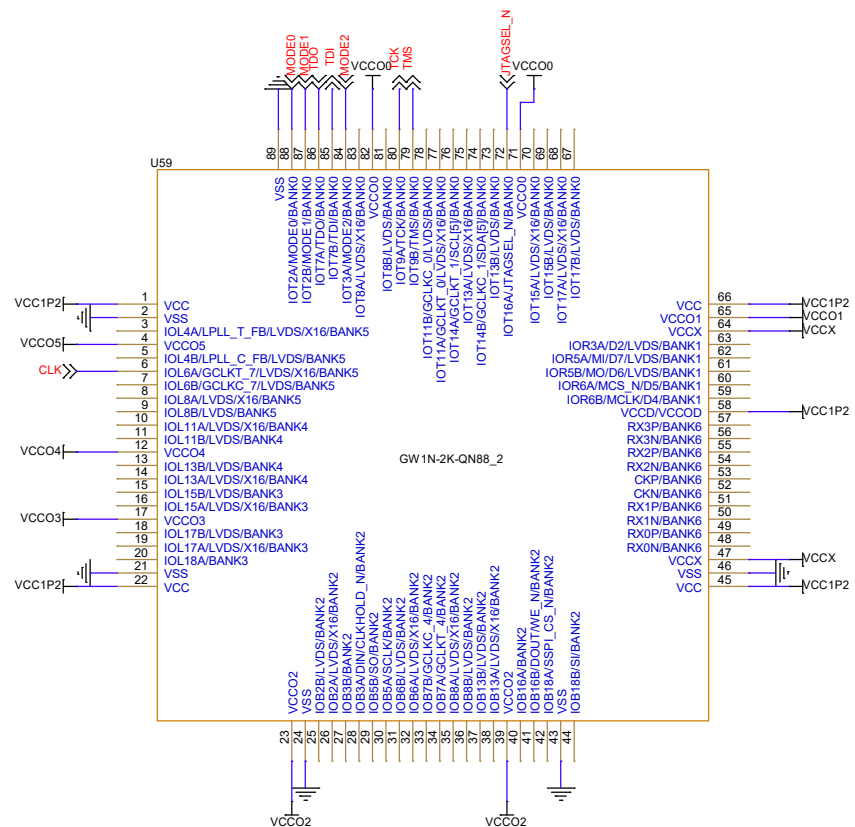 MODE0
MODE1
TDO
TDI
MODE2
VCCO0
TCK
TMS
JTAGSEL_N
VCCO0
U59
89
88
87
86
85
84
83
82
81
80
79
78
77
76
75
74
73
72
71
70
69
68
67
VSS
IOT2A/MODE0/BANK0
IOT2B/MODE1/BANK0
IOT7A/TDO/BANK0
IOT7B/TDI/BANK0
IOT3A/MODE2/BANK0
IOT8A/LVDS/X16/BANK0
VCCO0
IOT8B/LVDS/BANK0
IOT9A/TCK/BANK0
IOT9B/TMS/BANK0
IOT11B/GCLKC_0/LVDS/BANK0
IOT11A/GCLKT_0/LVDS/X16/BANK0
IOT14A/GCLKT_1/SCL[5]/BANK0
IOT13A/LVDS/X16/BANK0
IOT14B/GCLKC_1/SDA[5]/BANK0
IOT13B/LVDS/BANK0
IOT16A/JTAGSEL_N/BANK0
VCCO0
IOT15A/LVDS/X16/BANK0
IOT15B/LVDS/BANK0
IOT17A/LVDS/X16/BANK0
IOT17B/LVDS/BANK0
VCC1P2 1 VCC
2 VSS
3 IOL4A/LPLL_T_FB/LVDS/X16/BANK5
VCCO5 4 VCCO5
5 IOL4B/LPLL_C_FB/LVDS/BANK5
CLK 6 IOL6A/GCLKT_7/LVDS/X16/BANK5
7 IOL6B/GCLKC_7/LVDS/BANK5
8 IOL8A/LVDS/X16/BANK5
9 IOL8B/LVDS/BANK5
10 IOL11A/LVDS/X16/BANK4
11 IOL11B/LVDS/BANK4
VCCO4 12 VCCO4
13 IOL13B/LVDS/BANK4
14 IOL13A/LVDS/X16/BANK4
15 IOL15B/LVDS/BANK3
16 IOL15A/LVDS/X16/BANK3
VCCO3 17 VCCO3
18 IOL17B/LVDS/BANK3
19 IOL17A/LVDS/X16/BANK3
20 IOL18A/BANK3
21 VSS
VCC1P2 22 VCC
GW1N-2K-QN88_2
VCC 66 VCC1P2
VCCO1 65 VCCO1
VCCX 64 VCCX
IOR3A/D2/LVDS/BANK1 63
IOR5A/MI/D7/LVDS/BANK1 62
IOR5B/MO/D6/LVDS/BANK1 61
IOR6A/MCS_N/D5/BANK1 60
IOR6B/MCLK/D4/BANK1 59
VCCD/VCCOD 58 VCC1P2
RX3P/BANK6 57
RX3N/BANK6 56
RX2P/BANK6 55
RX2N/BANK6 54
CKP/BANK6 53
CKN/BANK6 52
RX1P/BANK6 51
RX1N/BANK6 50
RX0P/BANK6 49
RX0N/BANK6 48
VCCX 47 VCCX
VSS 46
VCC 45 VCC1P2
VCCO2
VSS
IOB2B/LVDS/BANK2
IOB2A/LVDS/X16/BANK2
IOB3B/BANK2
IOB3A/DIN/CLKHOLD_N/BANK2
IOB5B/SO/BANK2
IOB5A/SCLK/BANK2
IOB6B/LVDS/BANK2
IOB6A/LVDS/X16/BANK2
IOB7B/GCLKC_4/BANK2
IOB7A/GCLKT_4/BANK2
IOB8A/LVDS/X16/BANK2
IOB8B/LVDS/BANK2
IOB13B/LVDS/BANK2
IOB13A/LVDS/X16/BANK2
VCCO2
IOB16A/BANK2
IOB16B/DOUT/WE_N/BANK2
IOB18A/SSPI_CS_N/BANK2
VSS
IOB18B/SI/BANK2
23
24
25
26
27
28
29
30
31
32
33
34
35
36
37
38
39
40
41
42
43
44
VCCO2
VCCO2